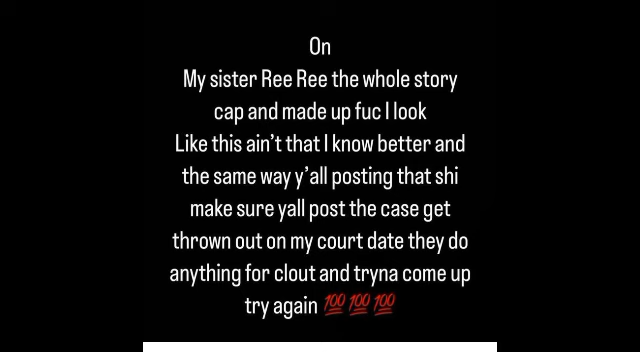 On
My sister Ree Ree the whole story
cap and made up fuc I look
Like this ain't that I know better and
the same way y'all posting that shi
make sure yall post the case get
thrown out on my court date they do
anything for clout and tryna come up
try again 💯💯💯